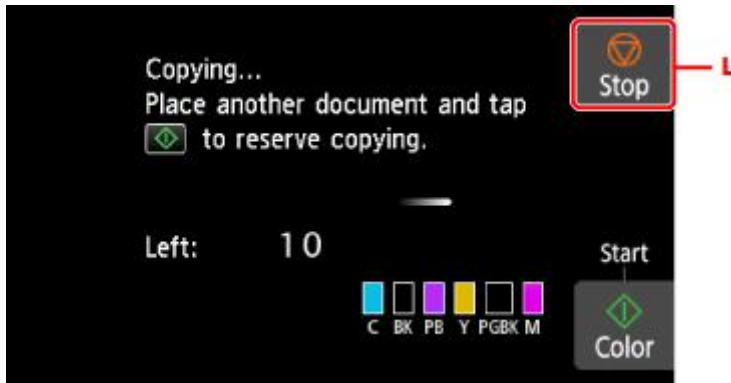 Copying...
Place another document and tap
to reserve copying.
Stop
L
Left: 10
Start
C BK PB Y PGBK M
Color